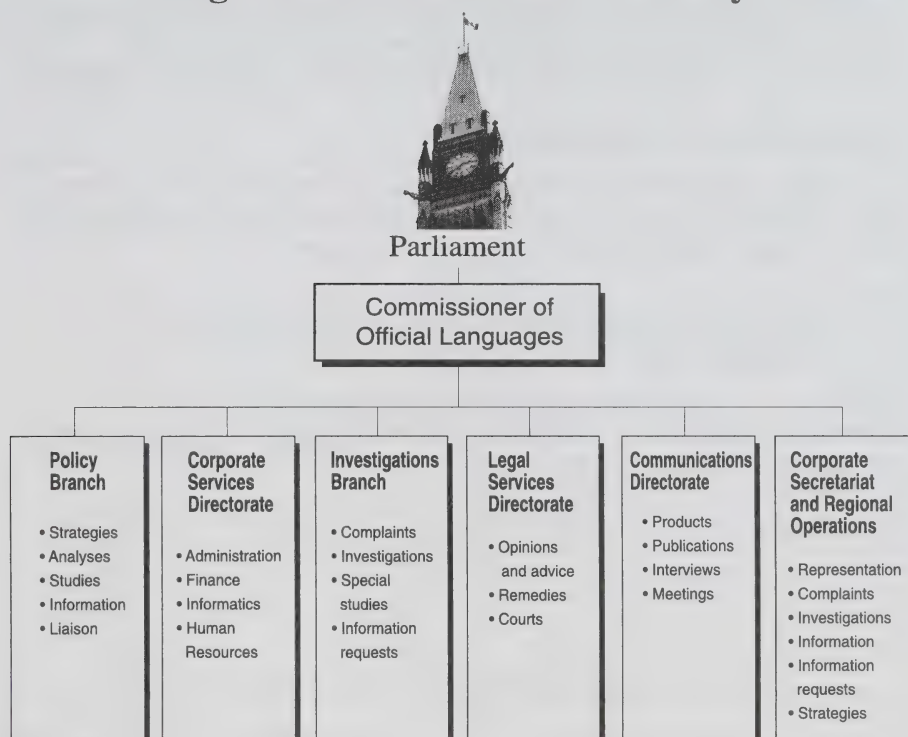 Parliament
Commissioner of
Official Languages
Policy
Branch
• Strategies
• Analyses
• Studies
• Information
• Liaison
Corporate
Services
Directorate
• Administration
• Finance
• Informatics
• Human
Resources
Investigations
Branch
• Complaints
• Investigations
• Special
studies
• Information
requests
Legal
Services
Directorate
• Opinions
and advice
• Remedies
• Courts
Communications
Directorate
• Products
• Publications
• Interviews
• Meetings
Corporate
Secretariat
and Regional
Operations
• Representation
• Complaints
• Investigations
• Information
• Information
requests
• Strategies